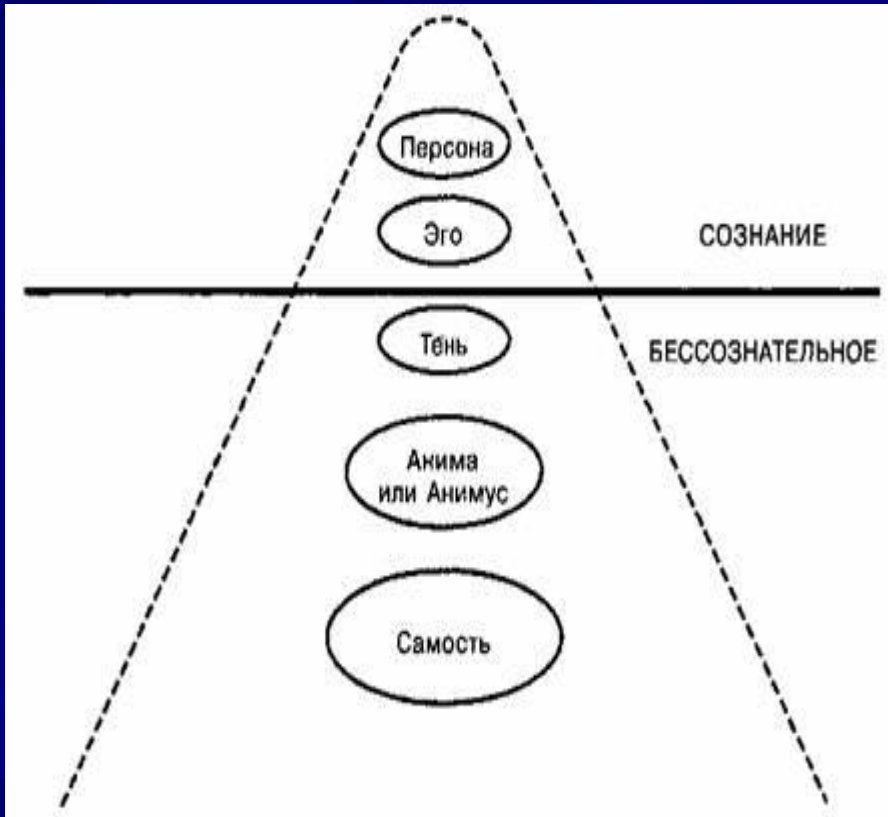 Персона
Эго
СОЗНАНИЕ
Тень
БЕССОЗНАТЕЛЬНОЕ
Анима
или Анимус
Самость